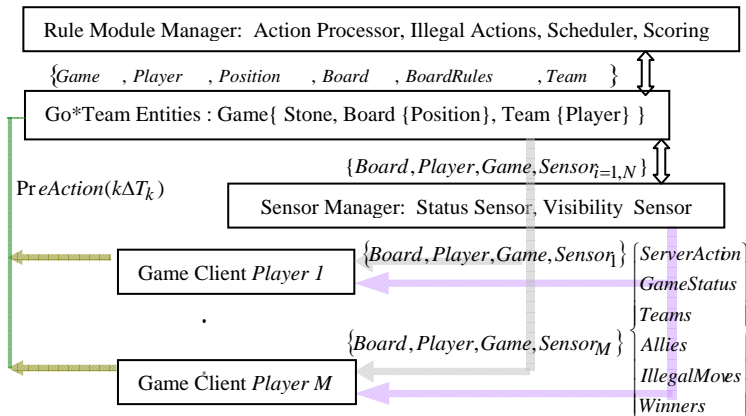 Rule Module Manager: Action Processor, Illegal Actions, Scheduler, Scoring
{Game , Player , Position , Board , BoardRules , Team }
Go*Team Entities : Game{ Stone, Board {Position}, Team {Player} }
{Board,Player,Game,Sensor i=1,N}
Pr eAction(kΔT k)
Sensor Manager: Status Sensor, Visibility Sensor
{Board,Player,Game,Sensor 1}
Game Client Player 1
.
{Board,Player,Game,Sensor M}
Game Client Player M
ServerAction
GameStatus
Teams
Allies
IllegalMoves
Winners